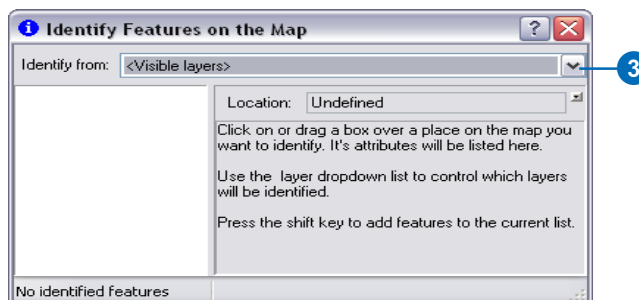 Identify Features on the Map
Identify from: <Visible layers>
3
Location: Undefined
Click on or drag a box over a place on the map you
want to identify. It's attributes will be listed here.
Use the layer dropdown list to control which layers
will be identified.
Press the shift key to add features to the current list.
No identified features